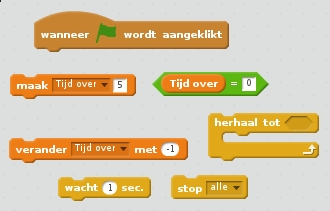 wanneer wordt aangeklikt
maak Tijd over 5
Tijd over = 0
herhaal tot
verander Tijd over met -1
wacht 1 sec.
stop alle